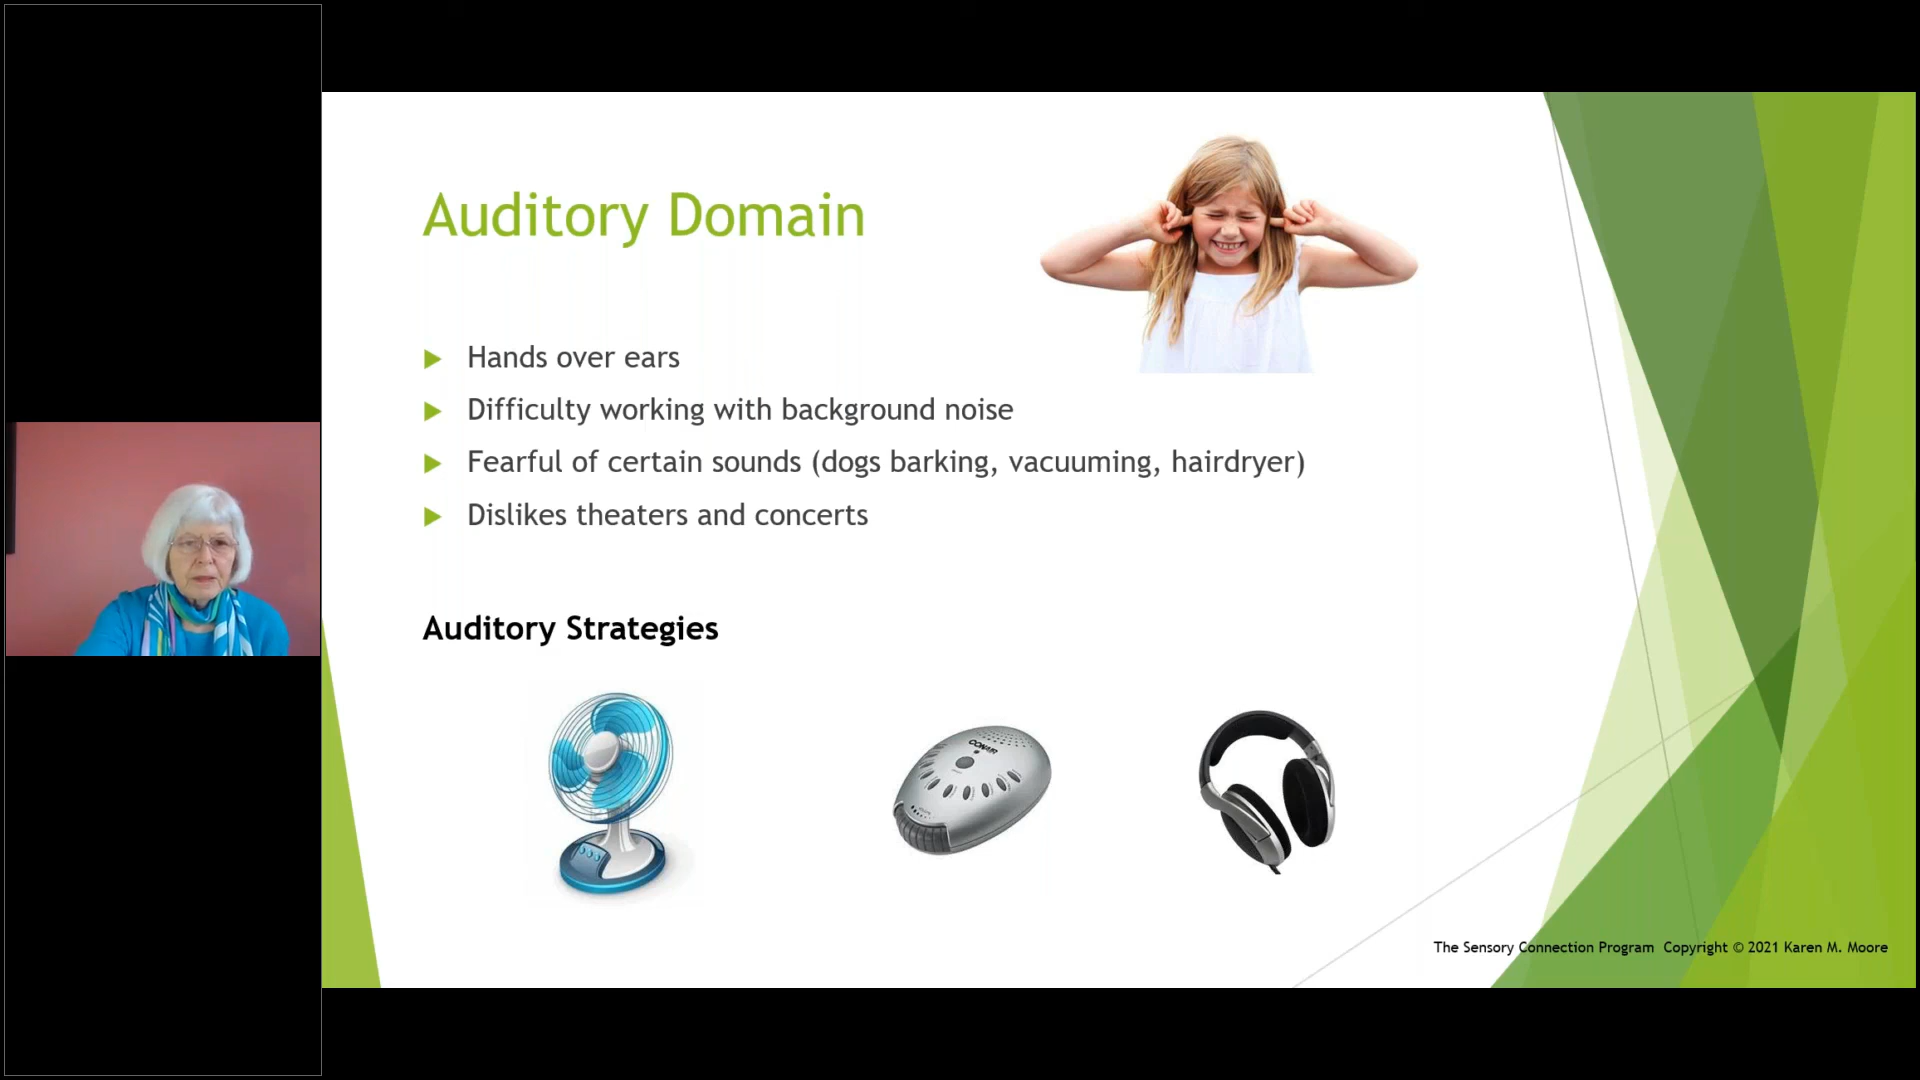 Auditory Domain
Hands over ears
Difficulty working with background noise
Fearful of certain sounds (dogs barking, vacuuming, hairdryer)
Dislikes theaters and concerts
Auditory Strategies
CONAIR
The Sensory Connection Program Copyright © 2021 Karen M. Moore